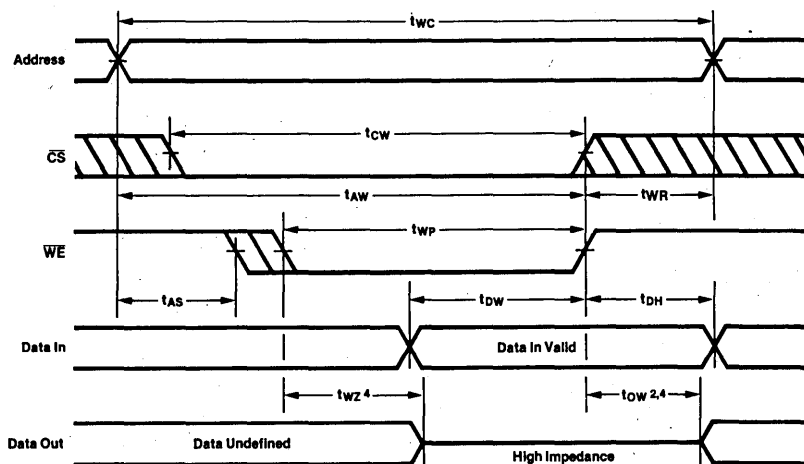 tWC
Address
tCW
CS
tAW
tWR
tWP
WE
tAS
tDW
tDH
Data In
Data In Valid
tWZ 4
tOW 2,4
Data Out
Data Undefined
High Impedance